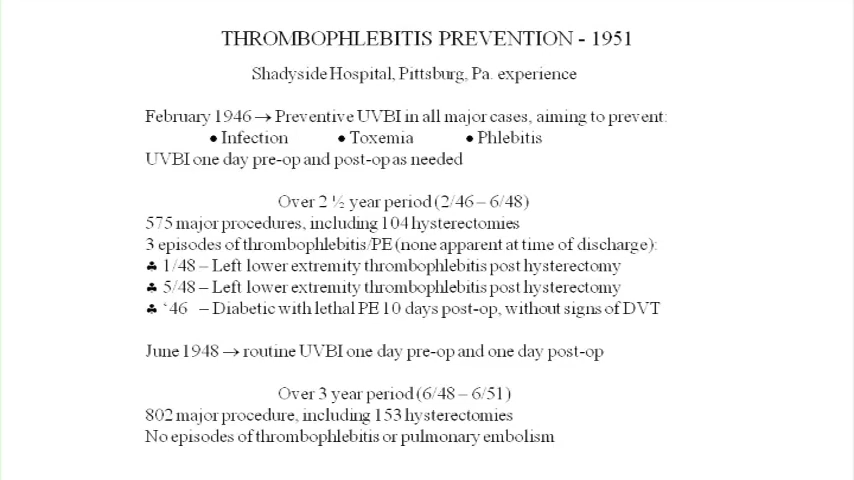 THROMBOPHLEBITIS PREVENTION - 1951
Shadyside Hospital, Pittsburg, Pa. experience
February 1946 → Preventive UVBI in all major cases, aiming to prevent:
● Infection ● Toxemia ● Phlebitis
UVBI one day pre-op and post-op as needed
Over 2 ½ year period (2/46 – 6/48)
575 major procedures, including 104 hysterectomies
3 episodes of thrombophlebitis/PE (none apparent at time of discharge):
♣ 1/48 – Left lower extremity thrombophlebitis post hysterectomy
♣ 5/48 – Left lower extremity thrombophlebitis post hysterectomy
♣ ‘46 – Diabetic with lethal PE 10 days post-op, without signs of DVT
June 1948 → routine UVBI one day pre-op and one day post-op
Over 3 year period (6/48 – 6/51)
802 major procedure, including 153 hysterectomies
No episodes of thrombophlebitis or pulmonary embolism